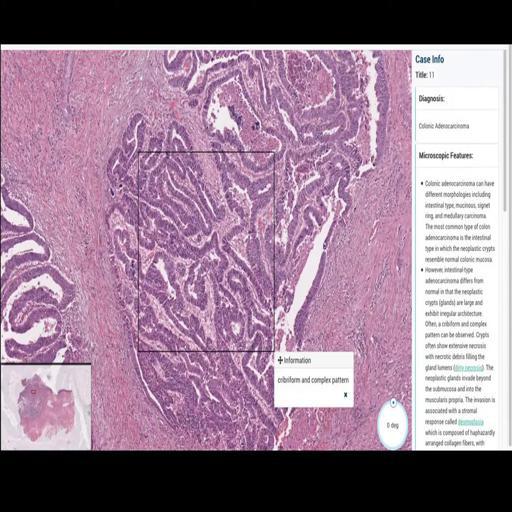 Case Info
Title: 11
Diagnosis:
Colonic Adenocarcinoma
Microscopic Features:
Colonic adenocarcinoma can have
different morphologies including
intestinal type, mucinous, signet
ring, and medullary carcinoma.
The most common type of colon
adenocarcinoma is the intestinal
type in which the neoplastic crypts
resemble normal colonic mucosa.
However, intestinal-type
adenocarcinoma differs from
normal in that the neoplastic
crypts (glands) are large and
exhibit irregular architecture.
Often, a cribriform and complex
pattern can be observed. Crypts
often show extensive necrosis
with necrotic debris filling the
gland lumens (dirty necrosis). The
neoplastic glands invade beyond
the submucosa and into the
muscularis propria. The invasion is
associated with a stromal
response called desmoplasia
which is composed of haphazardly
arranged collagen fibers, with
Information
cribriform and complex pattern
x
0 deg